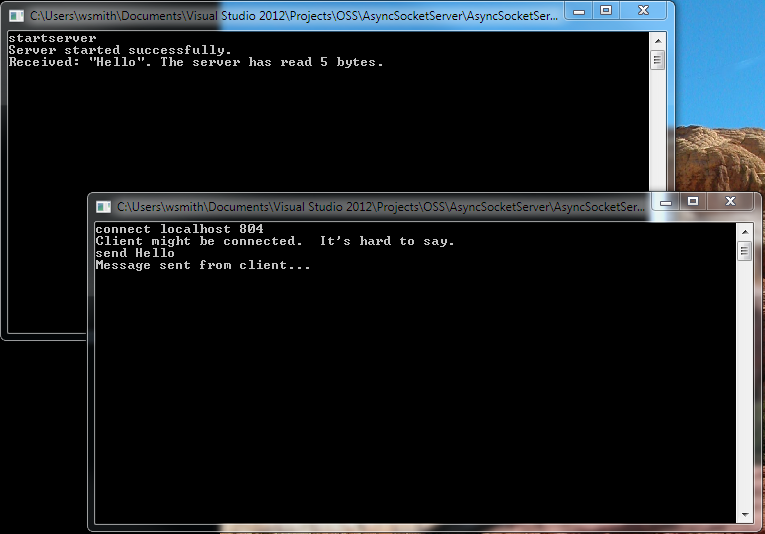 C:\Users\wsmith\Documents\Visual Studio 2012\Projects\OSS\AsyncSocketServer\AsyncSocketSer...
startserver
Server started successfully.
Received: "Hello". The server has read 5 bytes.
C:\Users\wsmith\Documents\Visual Studio 2012\Projects\OSS\AsyncSocketServer\AsyncSocketSer...
connect localhost 804
Client might be connected.  It's hard to say.
send Hello
Message sent from client...